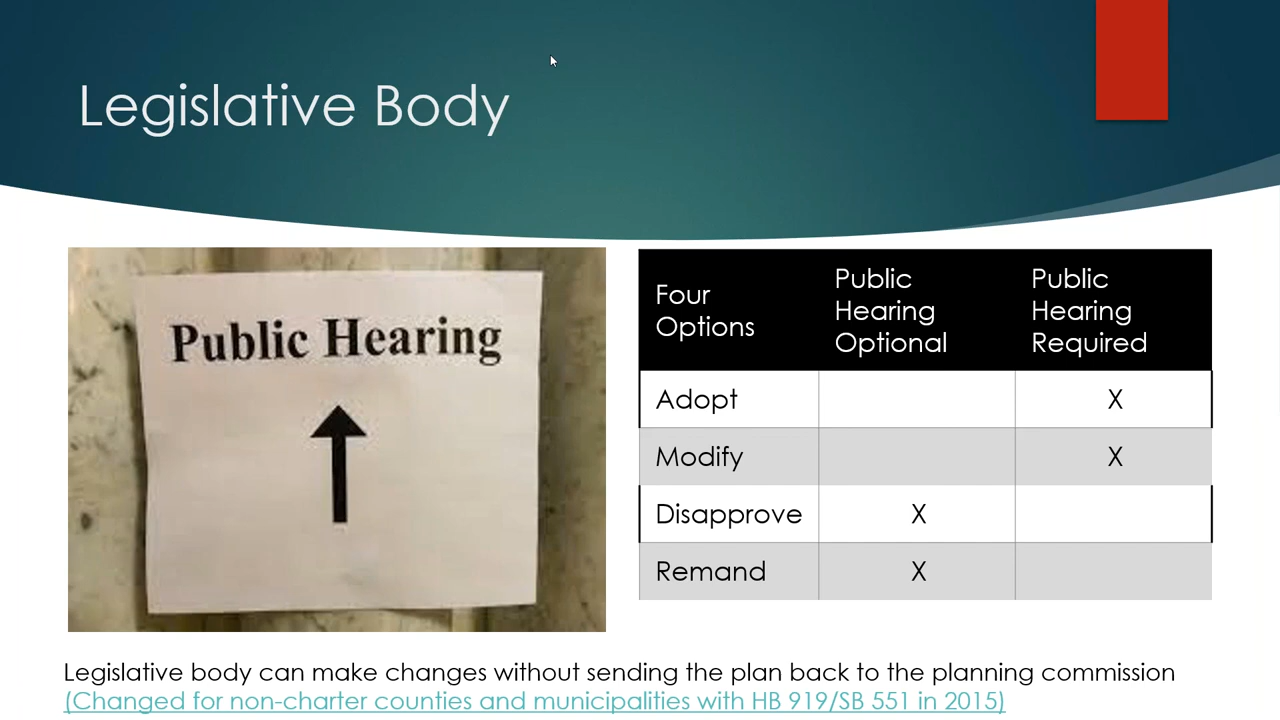 Legislative Body
Public Hearing
Four
Options
Public
Hearing
Optional
Public
Hearing
Required
Adopt
X
Modify
X
Disapprove
X
Remand
X
Legislative body can make changes without sending the plan back to the planning commission
(Changed for non-charter counties and municipalities with HB 919/SB 551 in 2015)